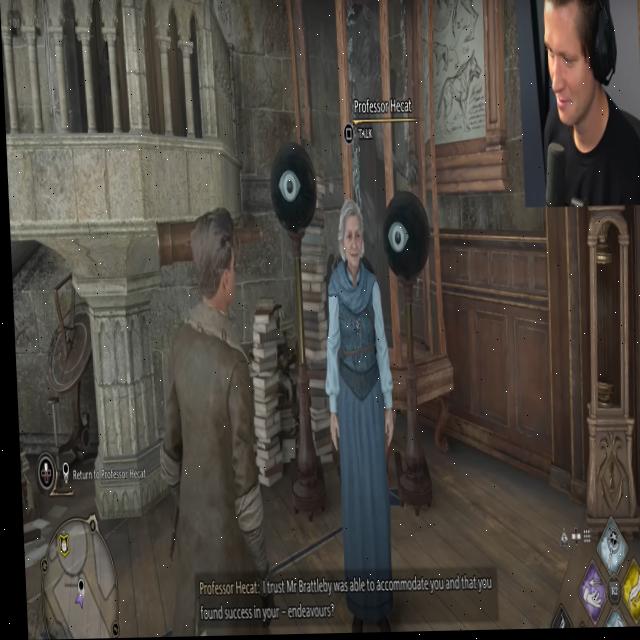 Professor Hecat
TALK
Return to Professor Hecat
Professor Hecat: I trust Mr Brattleby was able to accommodate you and that you
found success in your – endeavours?